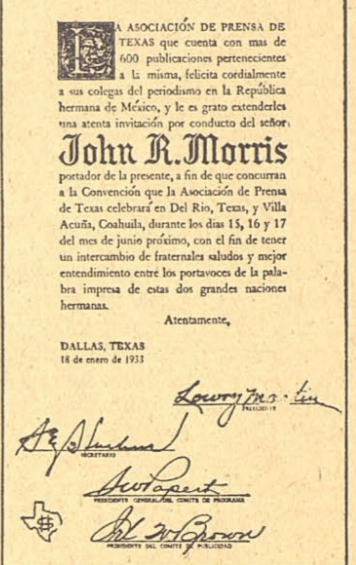 LA ASOCIACIÓN DE PRENSA DE
TEXAS que cuenta con mas de
600 publicaciones pertenecientes
a la misma, felicita cordialmente
a sus colegas del periodismo en la República
hermana de México, y le es grato extenderles
una atenta invitación por conducto del señor
John R. Morris
portador de la presente, a fin de que concurran
a la Convención que la Asociación de Prensa
de Texas celebrará en Del Rio, Texas, y Villa
Acuña, Coahuila, durante los dias 15, 16 y 17
del mes de junio próximo, con el fin de tener
un intercambio de fraternales saludos y mejor
entendimiento entre los portavoces de la pala-
bra impresa de estas dos grandes naciones
hermanas.
Atentamente,
DALLAS, TEXAS
18 de enero de 1933
Lowry Martin
PRESIDENTE
SECRETARIO
PRESIDENTE GENERAL DEL COMITE DE PROGRAMA
Brown
PRESIDENTE DEL COMITE DE PUBLICIDAD